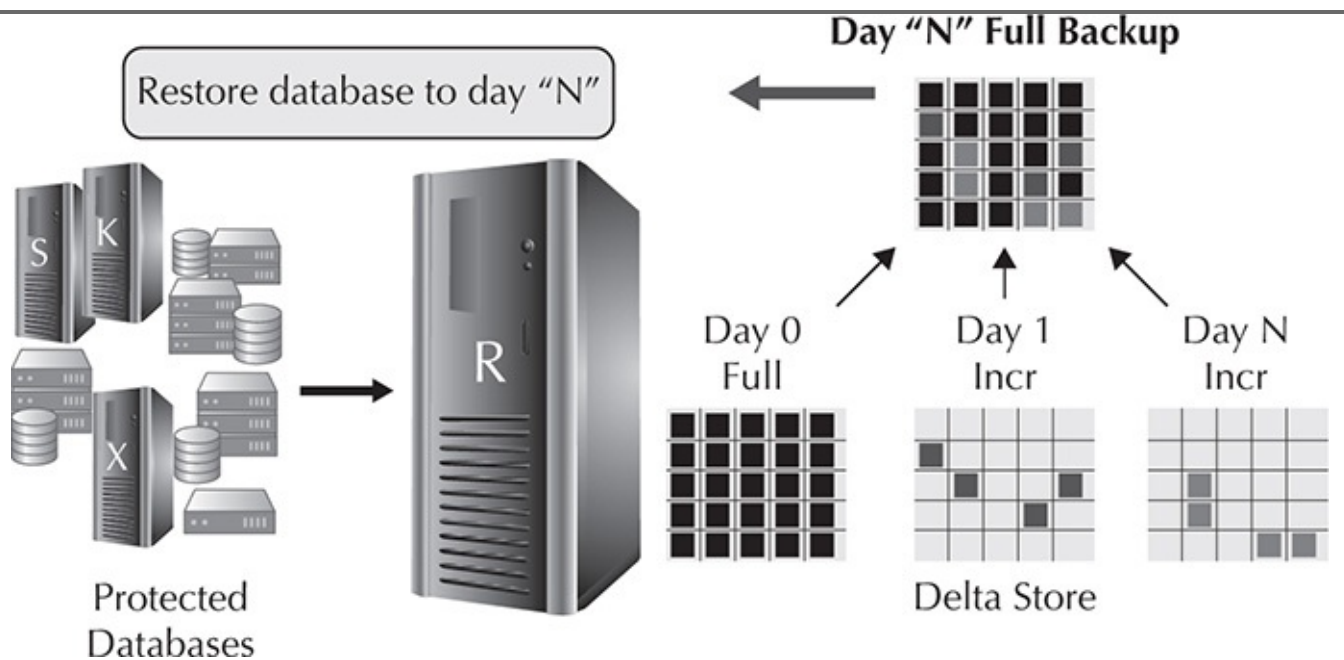 Day “N” Full Backup
Restore database to day “N”
S
K
X
R
Day 0
Full
Day 1
Incr
Day N
Incr
Protected
Databases
Delta Store